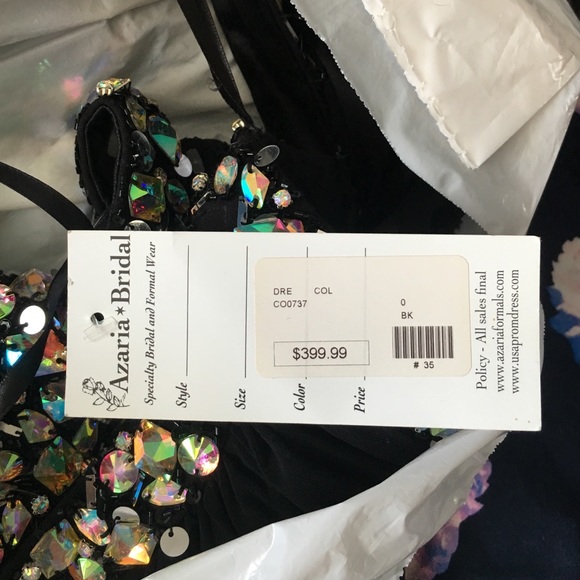 Azaria*Bridal
Specialty Bridal and Formal Wear
Style
Size
Color
Price
DRE COL
CO0737
0
BK
$399.99
# 35
Policy - All sales final
www.azariaformals.com
www.usapromdress.com